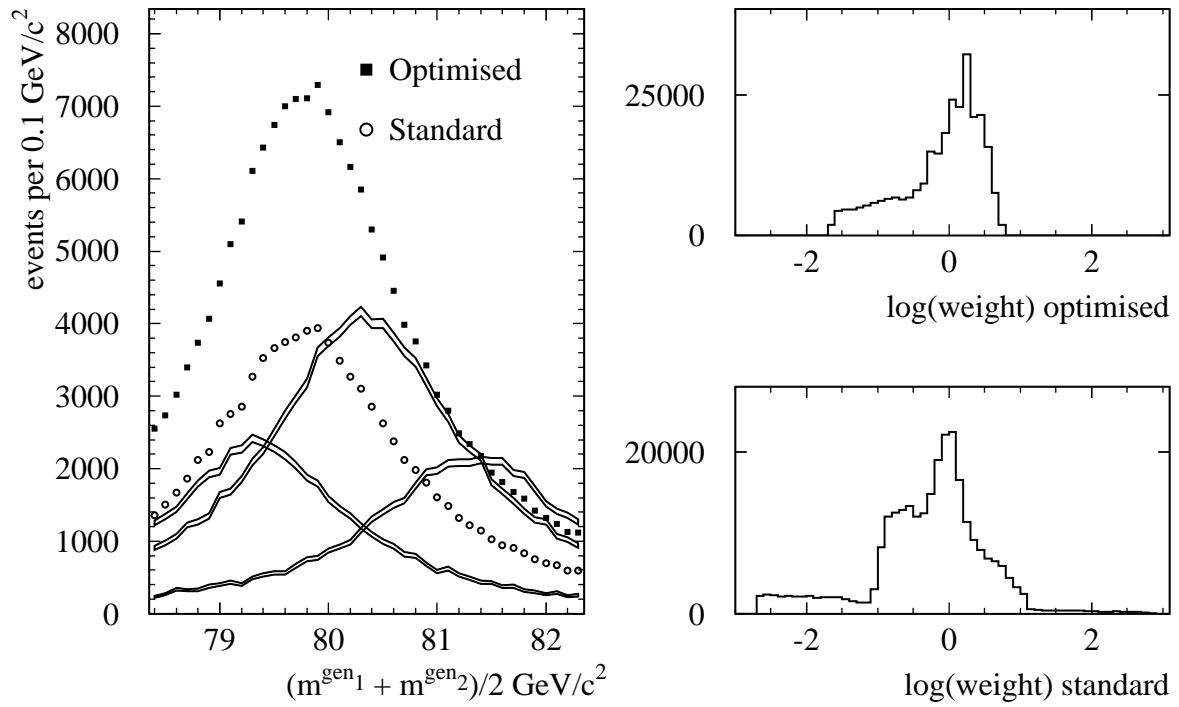 events per 0.1 GeV/c²
8000
7000
6000
5000
4000
3000
2000
1000
0
Optimised
Standard
79 80 81 82
(m^gen1 + m^gen2)/2 GeV/c²
25000
0
-2 0 2
log(weight) optimised
20000
0
-2 0 2
log(weight) standard